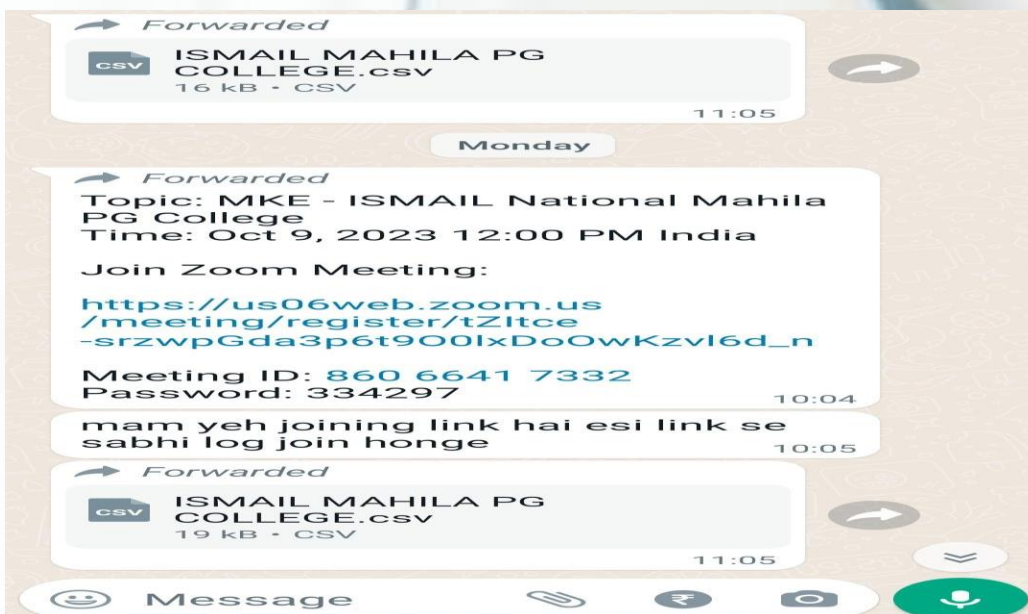 Forwarded
CSV
ISMAIL MAHILA PG
COLLEGE.csv
16 kB • CSV
11:05
Monday
Forwarded
Topic: MKE - ISMAIL National Mahila
PG College
Time: Oct 9, 2023 12:00 PM India
Join Zoom Meeting:
https://us06web.zoom.us
/meeting/register/tZItce
-srzwpGda3p6t9O0lxDoOwKzvl6d_n
Meeting ID: 860 6641 7332
Password: 334297
10:04
mam yeh joining link hai esi link se
sabhi log join honge
10:05
Forwarded
CSV
ISMAIL MAHILA PG
COLLEGE.csv
19 kB • CSV
11:05
Message